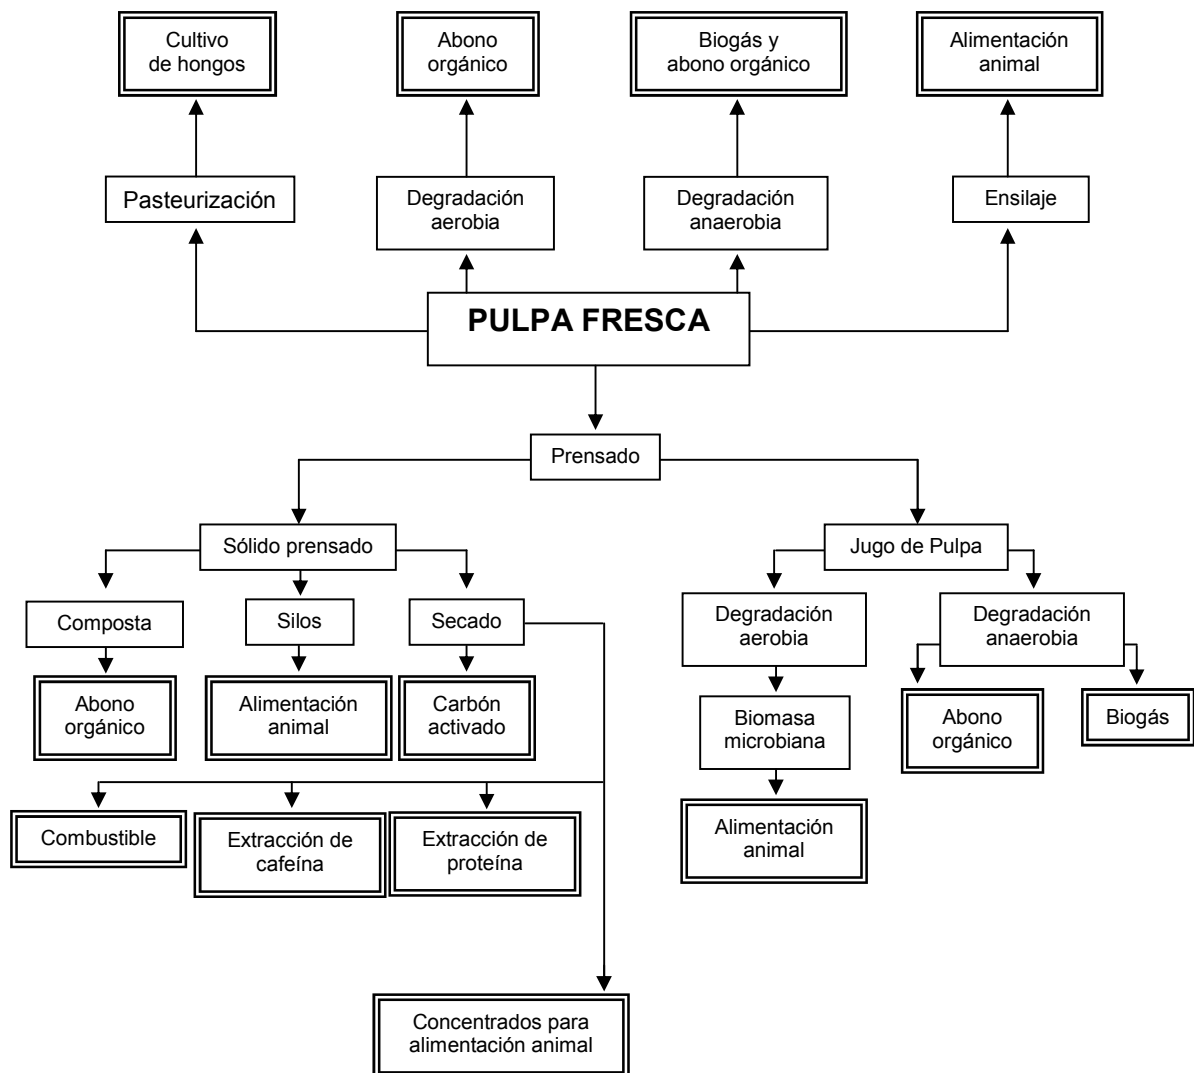 Cultivo
de hongos
Abono
orgánico
Biogás y
abono orgánico
Alimentación
animal
Pasteurización
Degradación
aerobia
Degradación
anaerobia
Ensilaje
PULPA FRESCA
Prensado
Sólido prensado
Jugo de Pulpa
Composta
Silos
Secado
Degradación
aerobia
Degradación
anaerobia
Abono
orgánico
Alimentación
animal
Carbón
activado
Biomasa
microbiana
Abono
orgánico
Biogás
Combustible
Extracción de
cafeína
Extracción de
proteína
Alimentación
animal
Concentrados para
alimentación animal